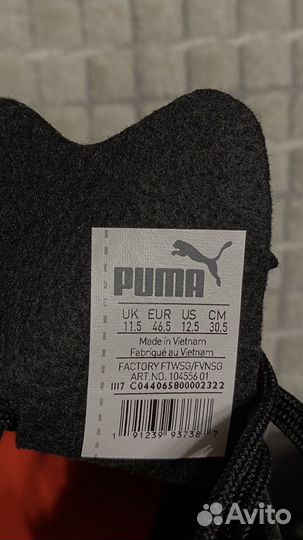 PUMA
UK EUR US CM
11.5 46.5 12.5 30.5
Made in Vietnam
Fabriqué au Vietnam
FACTORY FTWSG/FVNSG
ART.NO. 104556 01
1117 C044065800002322
1 91239 93738 7
Avito